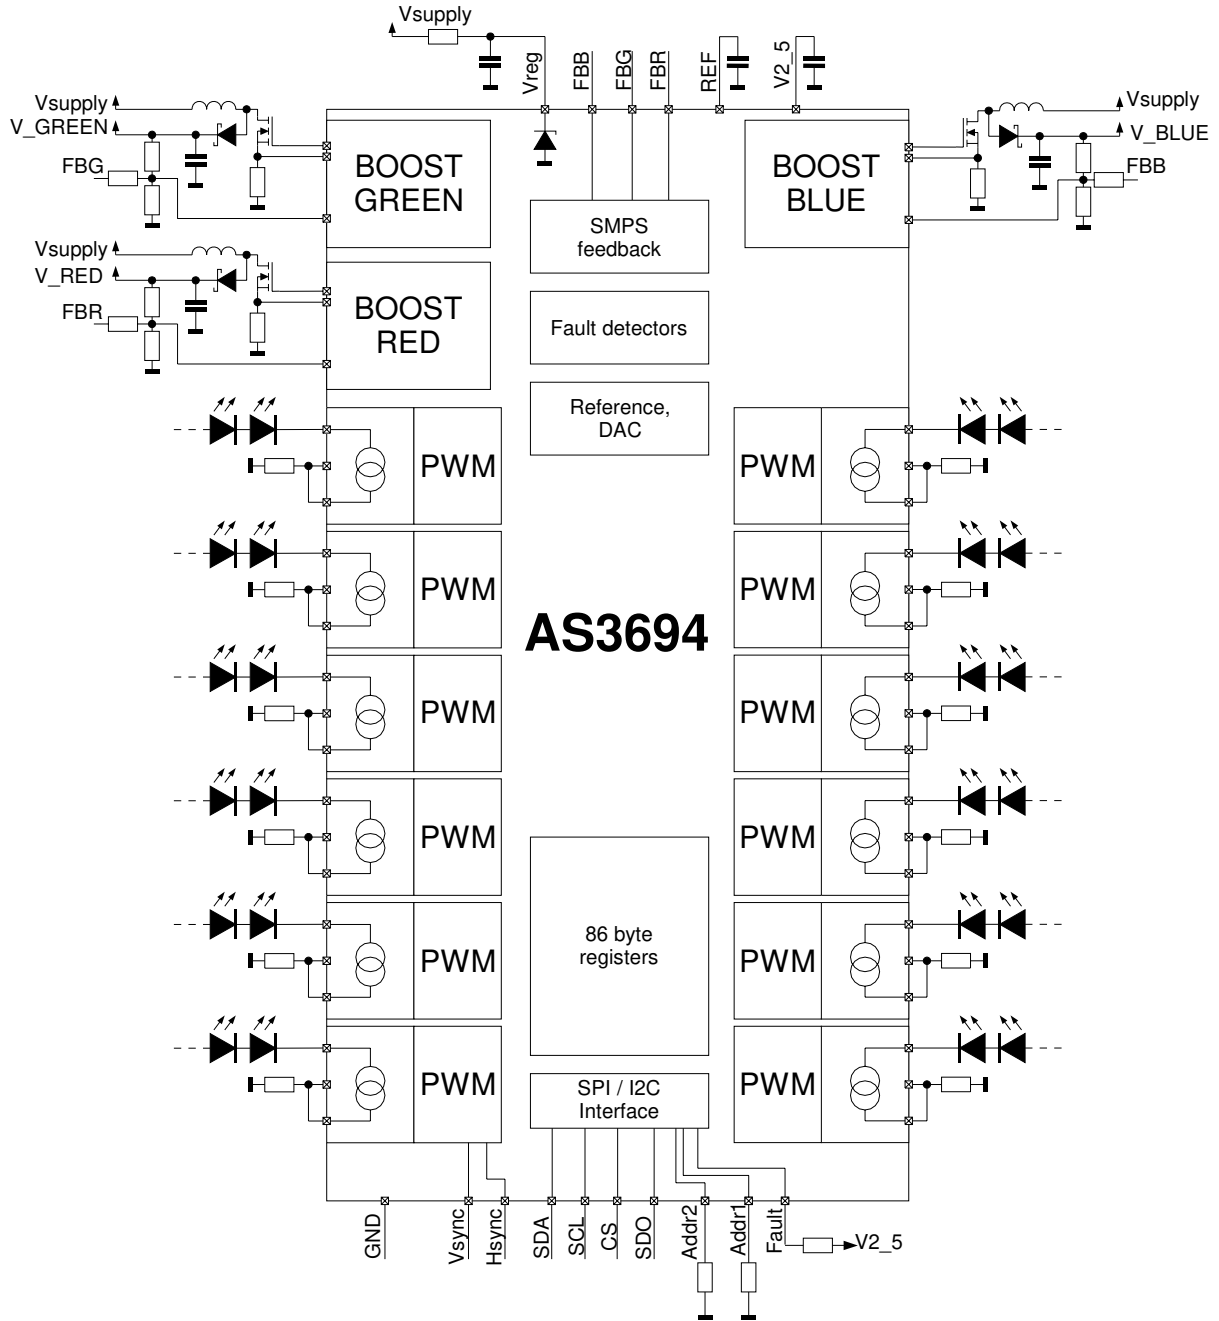 Vsupply
Vreg
FBB
FBG
FBR
REF
V2_5
Vsupply
V_GREEN
FBG
BOOST
GREEN
BOOST
BLUE
Vsupply
V_BLUE
FBB
SMPS
feedback
Vsupply
V_RED
FBR
BOOST
RED
Fault detectors
Reference,
DAC
PWM
PWM
PWM
PWM
AS3694
PWM
PWM
PWM
PWM
86 byte
registers
PWM
PWM
PWM
PWM
SPI / I2C
Interface
GND
Vsync
Hsync
SDA
SCL
CS
SDO
Addr2
Addr1
Fault
V2_5